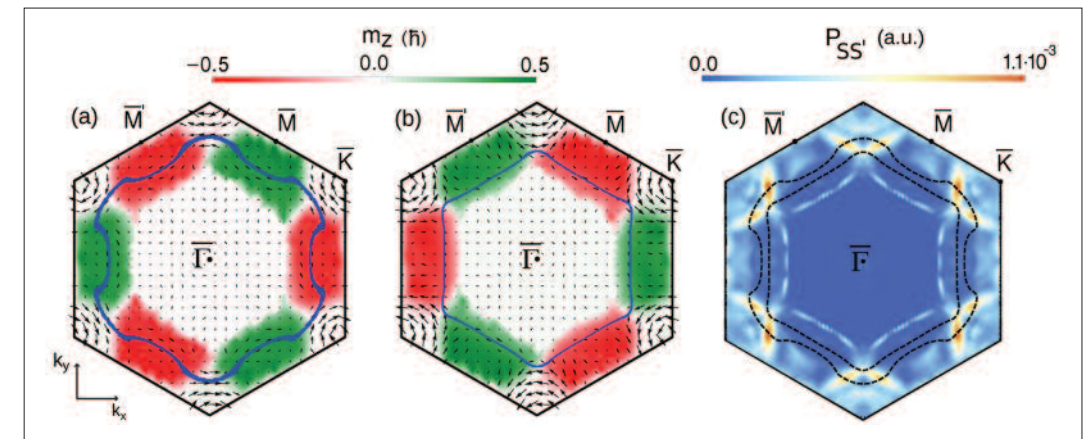 m_Z (ħ)
−0.5 0.0 0.5
P_SS' (a.u.)
0.0 1.1·10⁻³
(a) M̅' M̅ K̅
Γ̅
k_y
k_x
(b) M̅' M̅ K̅
Γ̅
(c) M̅' M̅ K̅
Γ̅